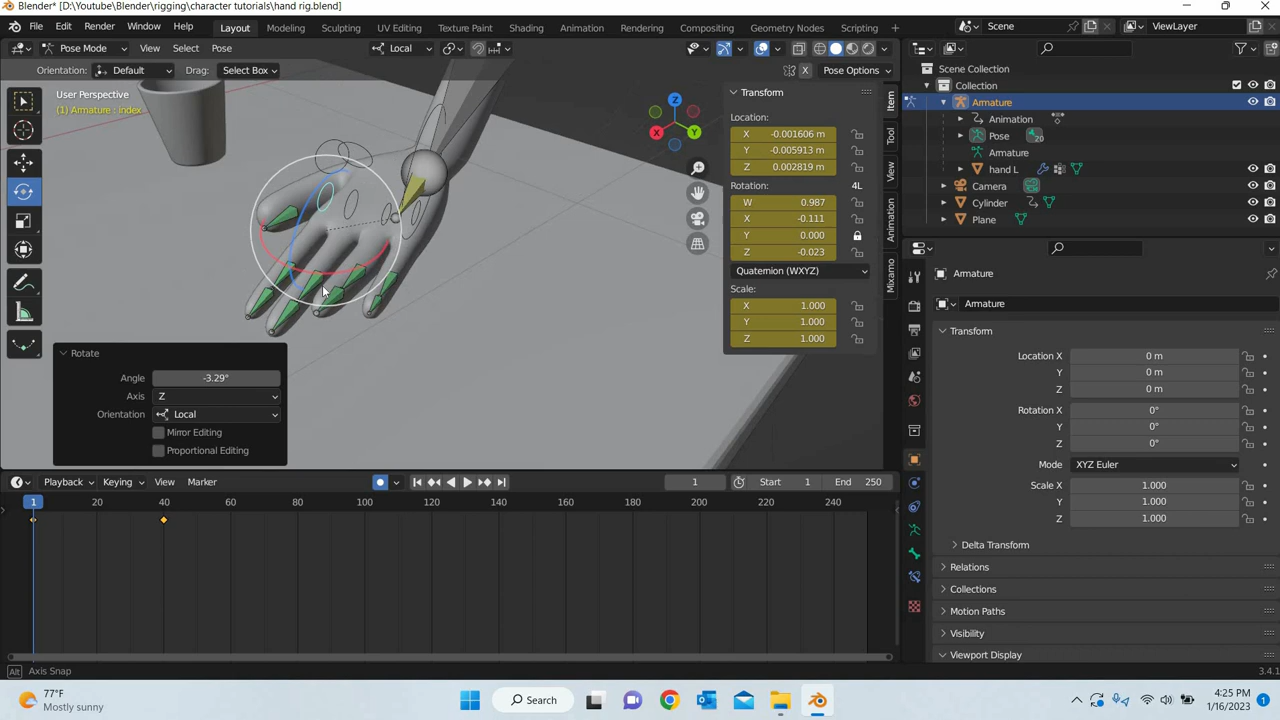 Blender* [D:\Youtube\Blender\rigging\character tutorials\hand rig.blend]
File Edit Render Window Help Layout Modeling Sculpting UV Editing Texture Paint Shading Animation Rendering Compositing Geometry Nodes Scripting Scene ViewLayer
Pose Mode View Select Pose Local
Orientation: Default Drag: Select Box X Pose Options
User Perspective
(1) Armature : index
X
Y
Z
Transform
Location:
X -0.001606 m
Y -0.005913 m
Z 0.002819 m
Rotation: 4L
W 0.987
X -0.111
Y 0.000
Z -0.023
Quaternion (WXYZ)
Scale:
X 1.000
Y 1.000
Z 1.000
Item
Tool
View
Animation
Mixamo
Scene Collection
Collection
Armature
Animation
Pose 20
Armature
hand L
Camera
Cylinder
Plane
Armature
Armature
Transform
Location X 0 m
Y 0 m
Z 0 m
Rotation X 0°
Y 0°
Z 0°
Mode XYZ Euler
Scale X 1.000
Y 1.000
Z 1.000
Delta Transform
Relations
Collections
Motion Paths
Visibility
Viewport Display
Rotate
Angle -3.29°
Axis Z
Orientation Local
Mirror Editing
Proportional Editing
Playback Keying View Marker 1 Start 1 End 250
1 20 40 60 80 100 120 140 160 180 200 220 240
Alt Axis Snap 3.4.1
77°F
Mostly sunny
Search
4:25 PM
1/16/2023
1